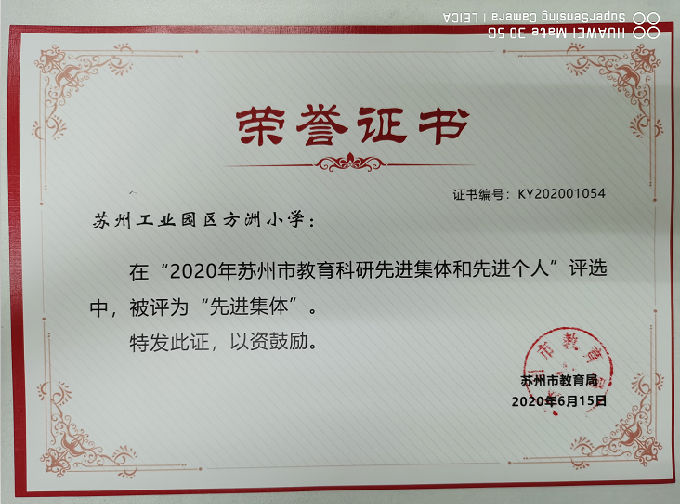 HUAWEI Mate 30 5G
SuperSensing Camera | LEICA
荣誉证书
证书编号：KY202001054
苏州工业园区方洲小学：
在“2020年苏州市教育科研先进集体和先进个人”评选
中，被评为“先进集体”。
特发此证，以资鼓励。
市教育
苏州市教育局
2020年6月15日